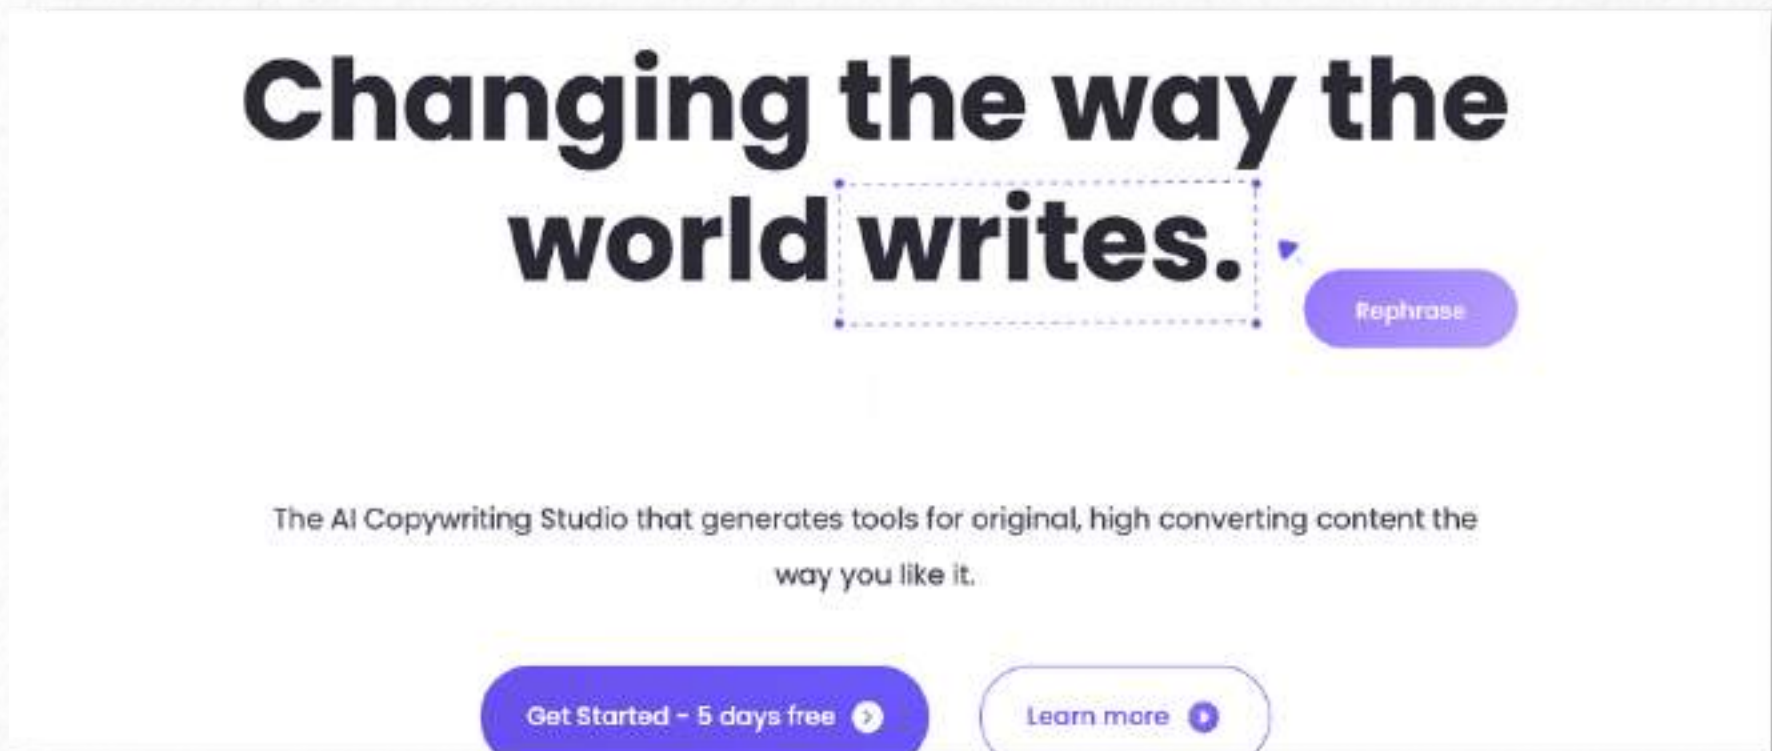 Changing the way the
world writes.
Rephrase
The AI Copywriting Studio that generates tools for original, high converting content the
way you like it.
Get Started - 5 days free
Learn more